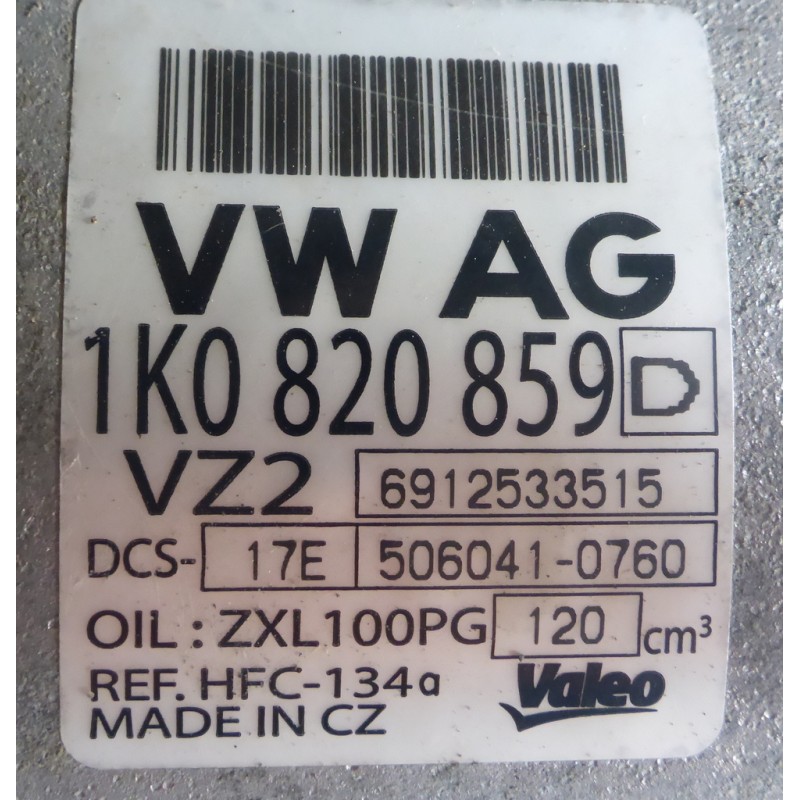 VW AG
1K0 820 859 D
VZ2 6912533515
DCS- 17E 506041-0760
OIL : ZXL100PG 120 cm³
REF. HFC-134a Valeo
MADE IN CZ